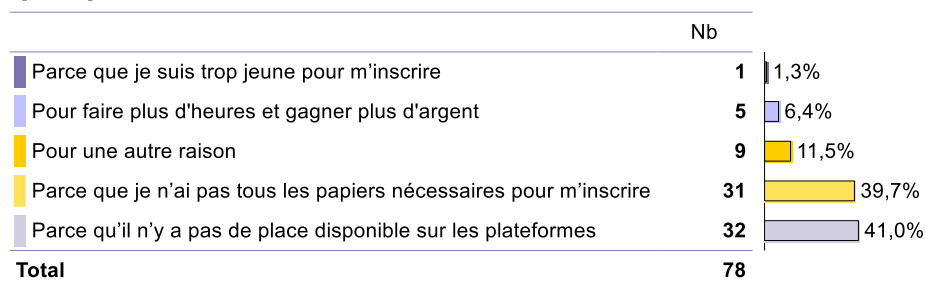 Nb
Parce que je suis trop jeune pour m’inscrire 1 1,3%
Pour faire plus d'heures et gagner plus d'argent 5 6,4%
Pour une autre raison 9 11,5%
Parce que je n’ai pas tous les papiers nécessaires pour m’inscrire 31 39,7%
Parce qu’il n’y a pas de place disponible sur les plateformes 32 41,0%
Total 78